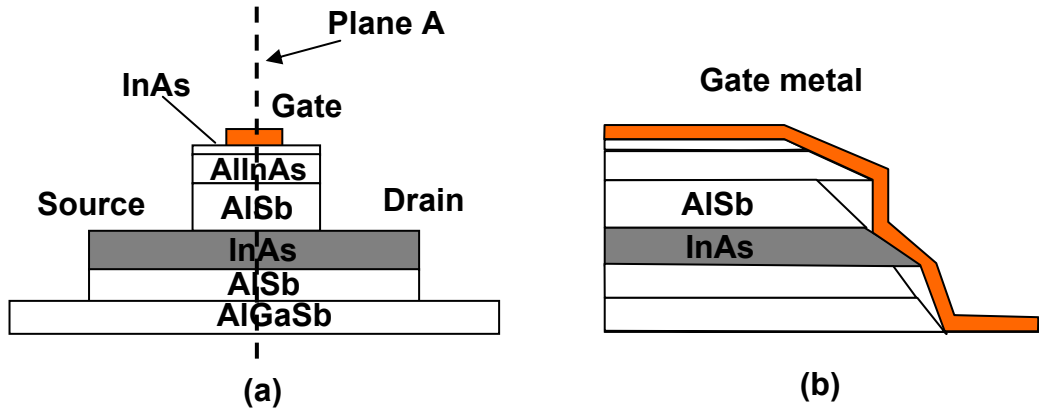 Plane A
InAs
Gate
AlInAs
Source
AlSb
Drain
InAs
AlSb
AlGaSb
(a)
Gate metal
AlSb
InAs
(b)